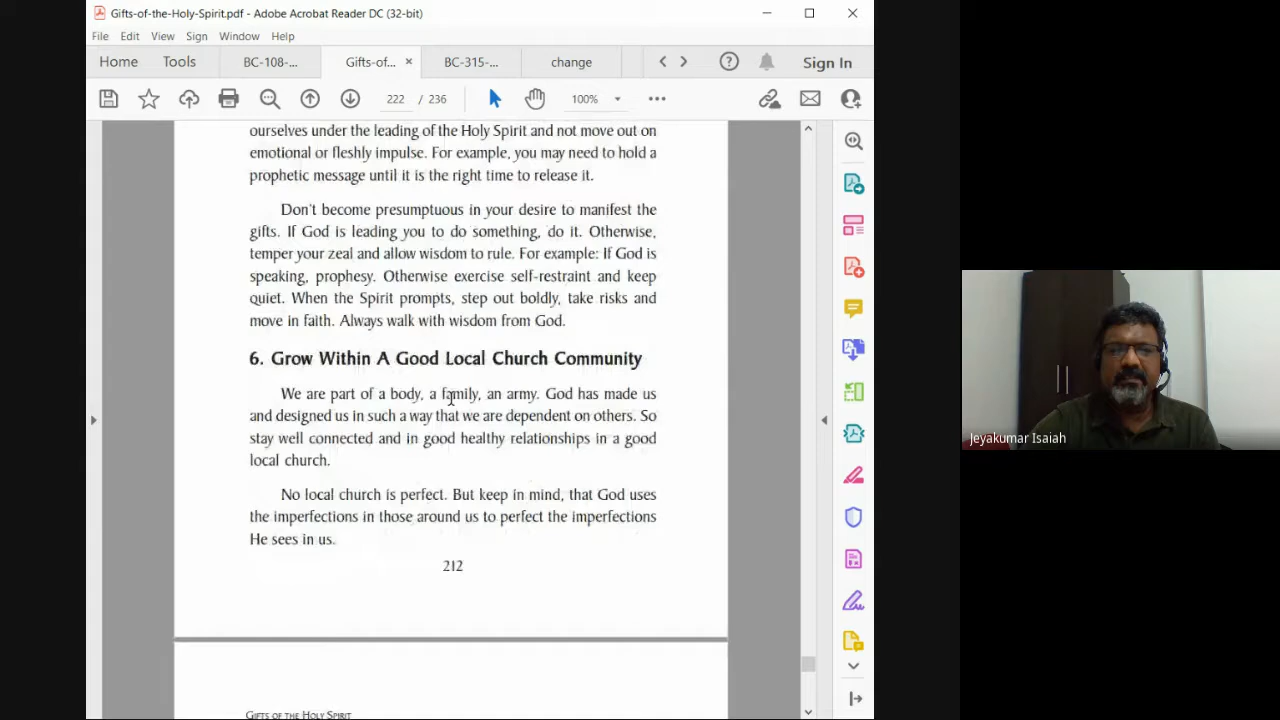 Gifts-of-the-Holy-Spirit.pdf - Adobe Acrobat Reader DC (32-bit)
File Edit View Sign Window Help
Home Tools BC-108-... Gifts-of... BC-315-... change Sign In
222 / 236 100%
ourselves under the leading of the Holy Spirit and not move out on
emotional or fleshly impulse. For example, you may need to hold a
prophetic message until it is the right time to release it.
Don't become presumptuous in your desire to manifest the
gifts. If God is leading you to do something, do it. Otherwise,
temper your zeal and allow wisdom to rule. For example: If God is
speaking, prophesy. Otherwise exercise self-restraint and keep
quiet. When the Spirit prompts, step out boldly, take risks and
move in faith. Always walk with wisdom from God.
6. Grow Within A Good Local Church Community
We are part of a body, a family, an army. God has made us
and designed us in such a way that we are dependent on others. So
stay well connected and in good healthy relationships in a good
local church.
No local church is perfect. But keep in mind, that God uses
the imperfections in those around us to perfect the imperfections
He sees in us.
212
GIFTS OF THE HOLY SPIRIT
Jeyakumar Isaiah